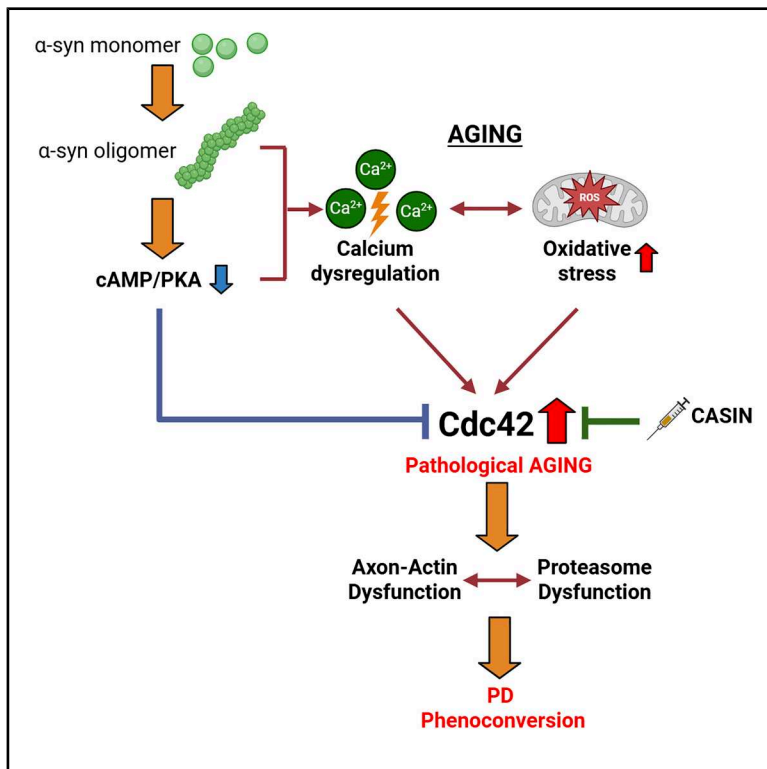 α-syn monomer
α-syn oligomer
AGING
Ca²⁺
Ca²⁺
Ca²⁺
ROS
Calcium
dysregulation
Oxidative
stress
cAMP/PKA
Cdc42
CASIN
Pathological AGING
Axon-Actin
Dysfunction
Proteasome
Dysfunction
PD
Phenoconversion